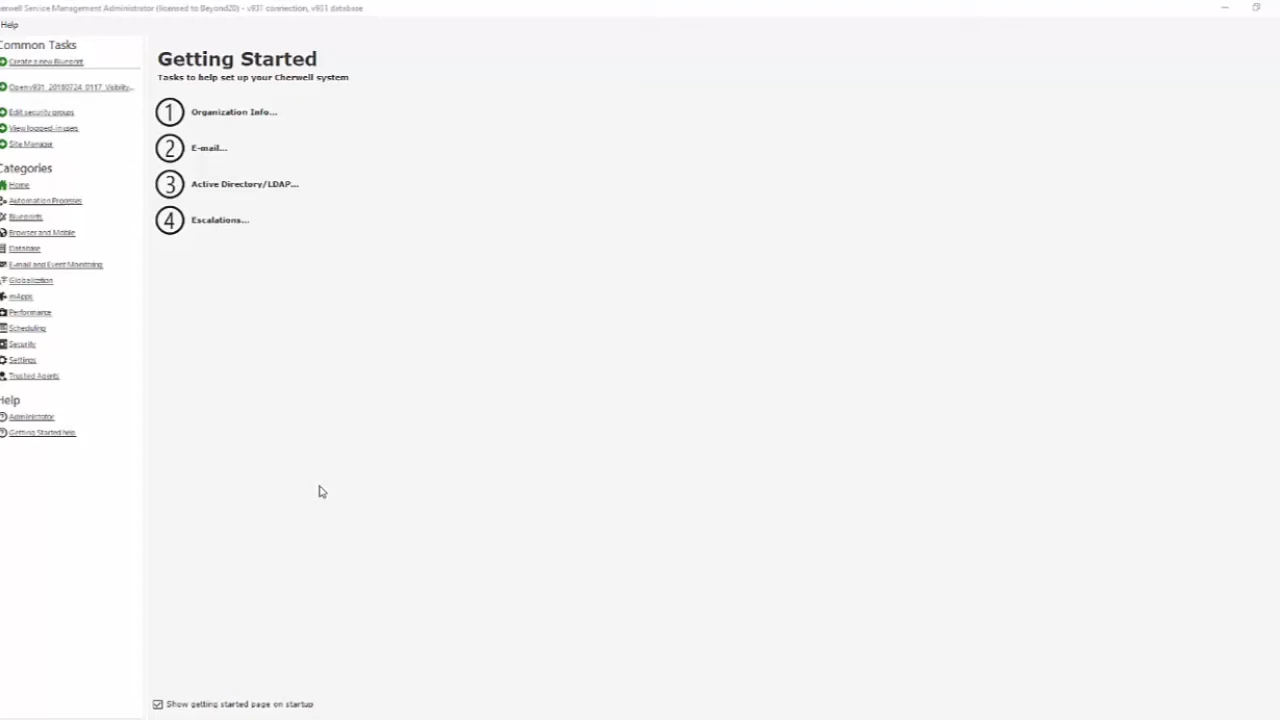 erwell Service Management Administrator (licensed to Beyond20) - v931 connection, v931 database
Help
Common Tasks
Create a new Blueprint
Open v931_20180724_0117_Visibility...
Edit security groups
View logged-in users
Site Manager
Categories
Home
Automation Processes
Blueprints
Browser and Mobile
Database
E-mail and Event Monitoring
Globalization
mApps
Performance
Scheduling
Security
Settings
Trusted Agents
Help
Administrator
Getting Started help
Getting Started
Tasks to help set up your Cherwell system
1 Organization Info...
2 E-mail...
3 Active Directory/LDAP...
4 Escalations...
Show getting started page on startup